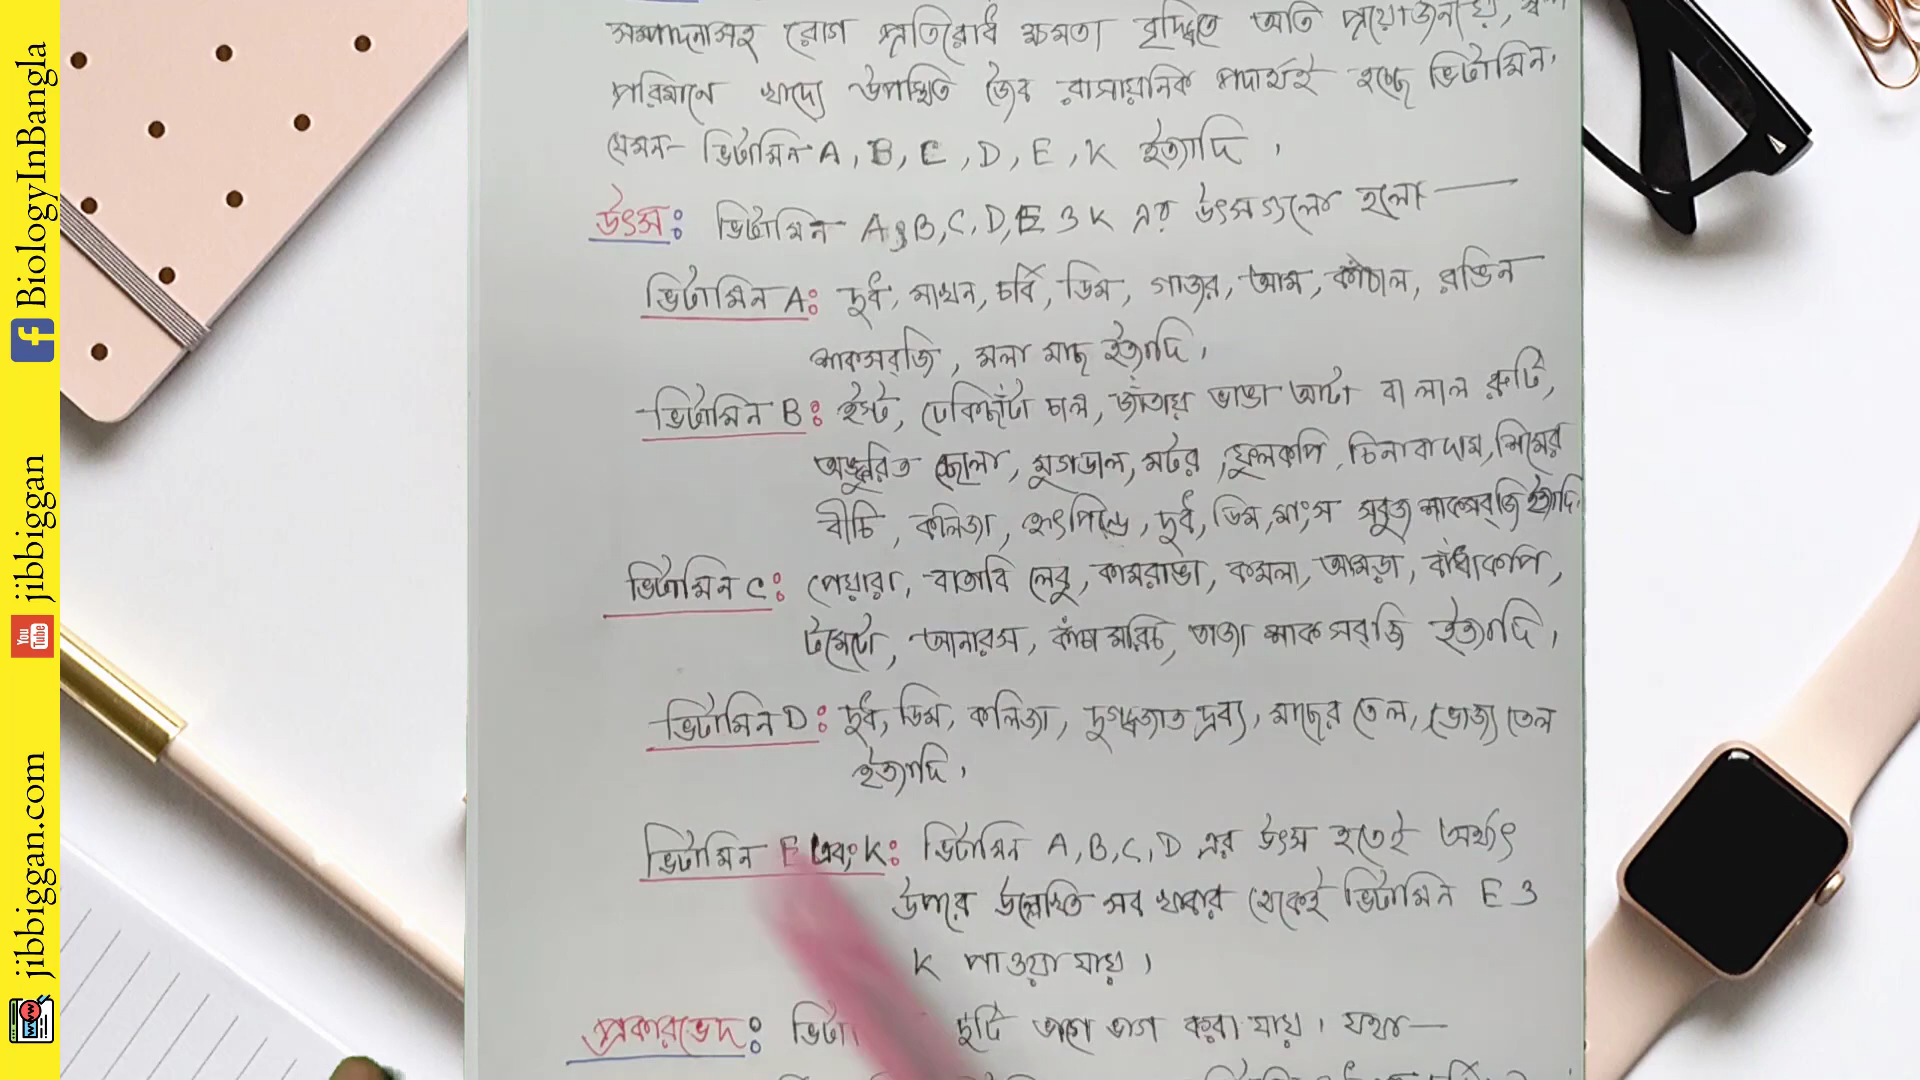 সম্পাদনাসহ রোগ প্রতিরোধ ক্ষমতা বৃদ্ধিতে অতি প্রয়োজনীয়,
পরিমানে খাদ্যে উপস্থিতি জৈব রাসায়নিক পদার্থই হচ্ছে ভিটামিন।
যেমন- ভিটামিন A, B, C, D, E, K ইত্যাদি।
উৎস: ভিটামিন A, B, C, D, E ও K এর উৎসগুলো হলো—
ভিটামিন A: দুধ, মাখন, চর্বি, ডিম, গাজর, আম, কাঁঠাল, রঙিন
শাকসব্জি, মলা মাছ ইত্যাদি।
ভিটামিন B: ইস্ট, ঢেকিছাঁটা চাল, জাঁতায় ভাঙা আটা বা লাল রুটি,
অঙ্কুরিত ছোলা, মুগডাল, মটর, ফুলকপি, চিনাবাদাম, শিমের
বীচি, কলিজা, হৃৎপিন্ড, দুধ, ডিম, মাংস সবুজ শাকসব্জি ইত্যাদি।
ভিটামিন C: পেয়ারা, বাতাবি লেবু, কামরাঙা, কমলা, আমড়া, বাঁধাকপি,
টমেটো, আনারস, কাঁচা মরিচ, তাজা শাকসব্জি ইত্যাদি।
ভিটামিন D: দুধ, ডিম, কলিজা, দুগ্ধজাত দ্রব্য, মাছের তেল, ভোজ্য তেল
ইত্যাদি।
ভিটামিন E এবং K: ভিটামিন A, B, C, D এর উৎস হতেই অর্থাৎ
উপরে উল্লেখিত সব খাবার থেকেই ভিটামিন E ও
K পাওয়া যায়।
প্রকারভেদ: ভিটা দুটি ভাগে ভাগ করা যায়। যথা—
BiologyInBangla
jibbiggan
jibbiggan.com